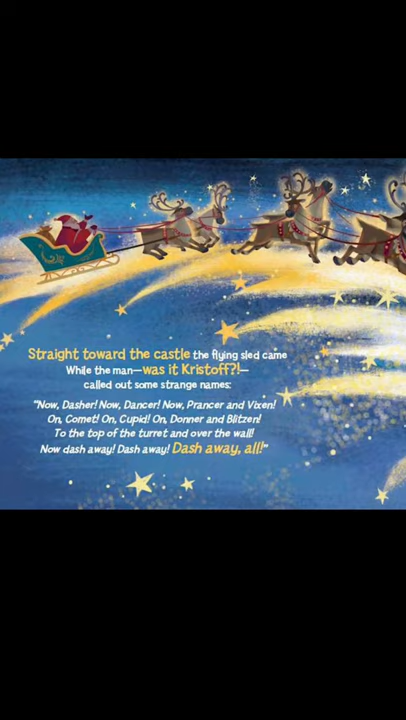 Straight toward the castle the flying sled came
While the man—was it Kristoff?!—
called out some strange names:
"Now, Dasher! Now, Dancer! Now, Prancer and Vixen!
On, Comet! On, Cupid! On, Donner and Blitzen!
To the top of the turret and over the wall!
Now dash away! Dash away! Dash away, all!"